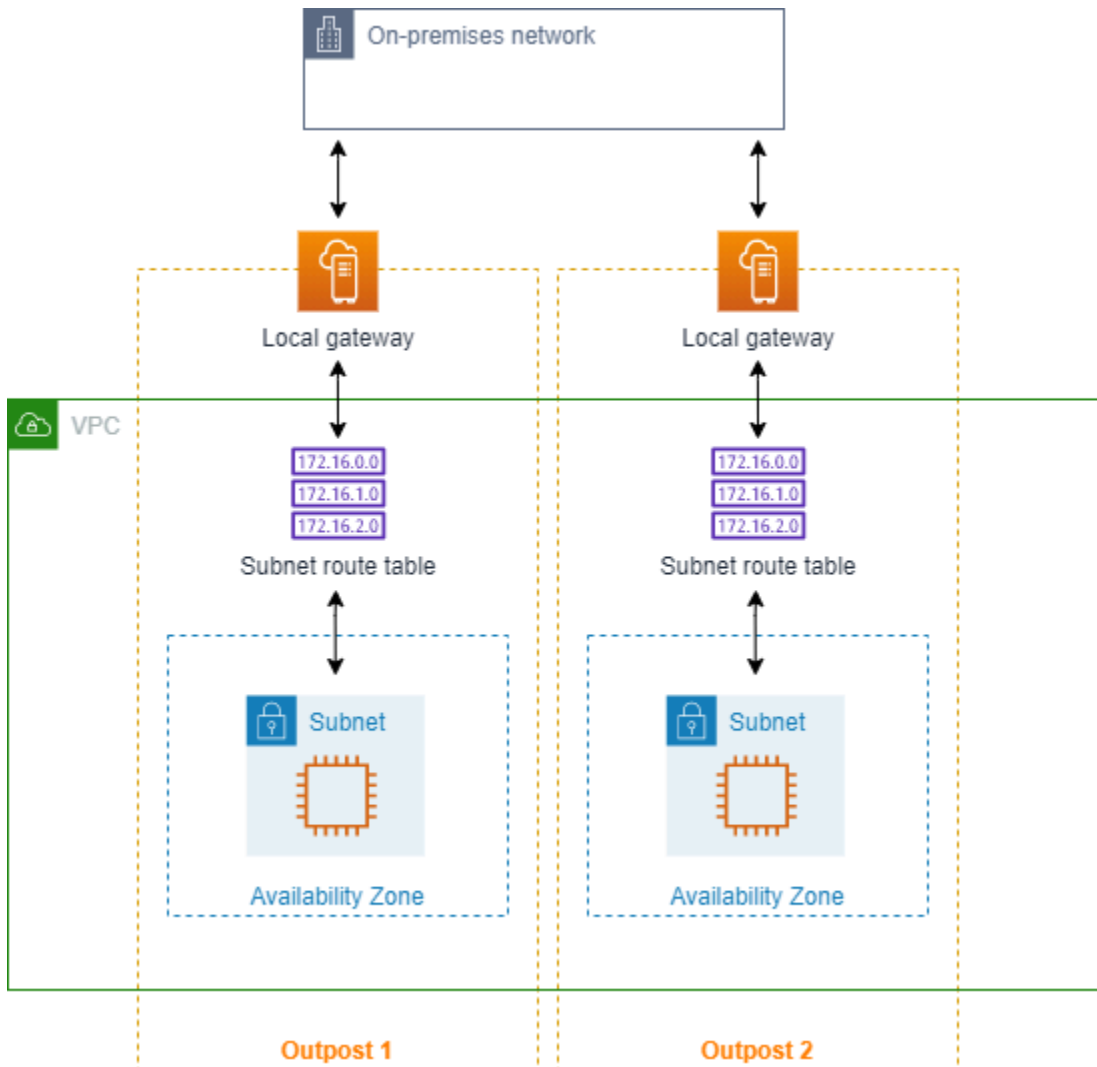 On-premises network
Local gateway
Local gateway
VPC
172.16.0.0
172.16.1.0
172.16.2.0
172.16.0.0
172.16.1.0
172.16.2.0
Subnet route table
Subnet route table
Subnet
Subnet
Availability Zone
Availability Zone
Outpost 1
Outpost 2